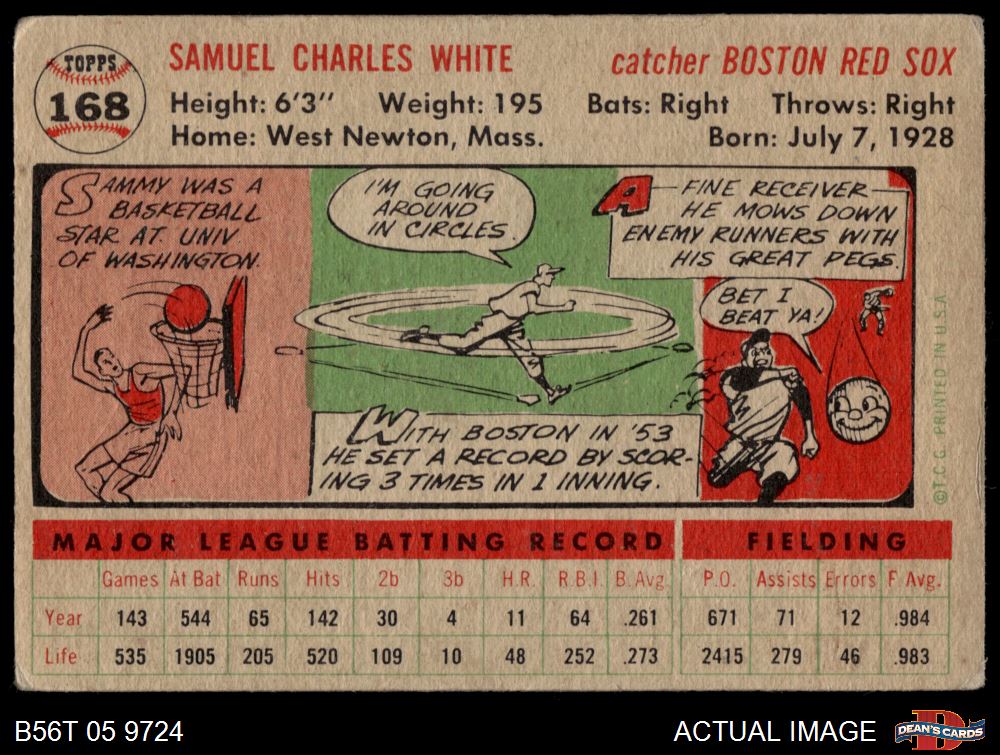 TOPPS
168
SAMUEL CHARLES WHITE
catcher BOSTON RED SOX
Height: 6'3" Weight: 195 Bats: Right Throws: Right
Home: West Newton, Mass. Born: July 7, 1928
SAMMY WAS A
BASKETBALL
STAR AT UNIV.
OF WASHINGTON.
I'M GOING
AROUND
IN CIRCLES.
WITH BOSTON IN '53
HE SET A RECORD BY SCOR-
ING 3 TIMES IN 1 INNING.
A FINE RECEIVER
HE MOWS DOWN
ENEMY RUNNERS WITH
HIS GREAT PEGS.
BET I
BEAT YA!
©T.C.G. PRINTED IN U.S.A.
MAJOR LEAGUE BATTING RECORD FIELDING
Games At Bat Runs Hits 2b 3b H.R. R.B.I. B. Avg. P.O. Assists Errors F. Avg.
Year 143 544 65 142 30 4 11 64 .261 671 71 12 .984
Life 535 1905 205 520 109 10 48 252 .273 2415 279 46 .983
B56T 05 9724
ACTUAL IMAGE
DEAN'S CARDS